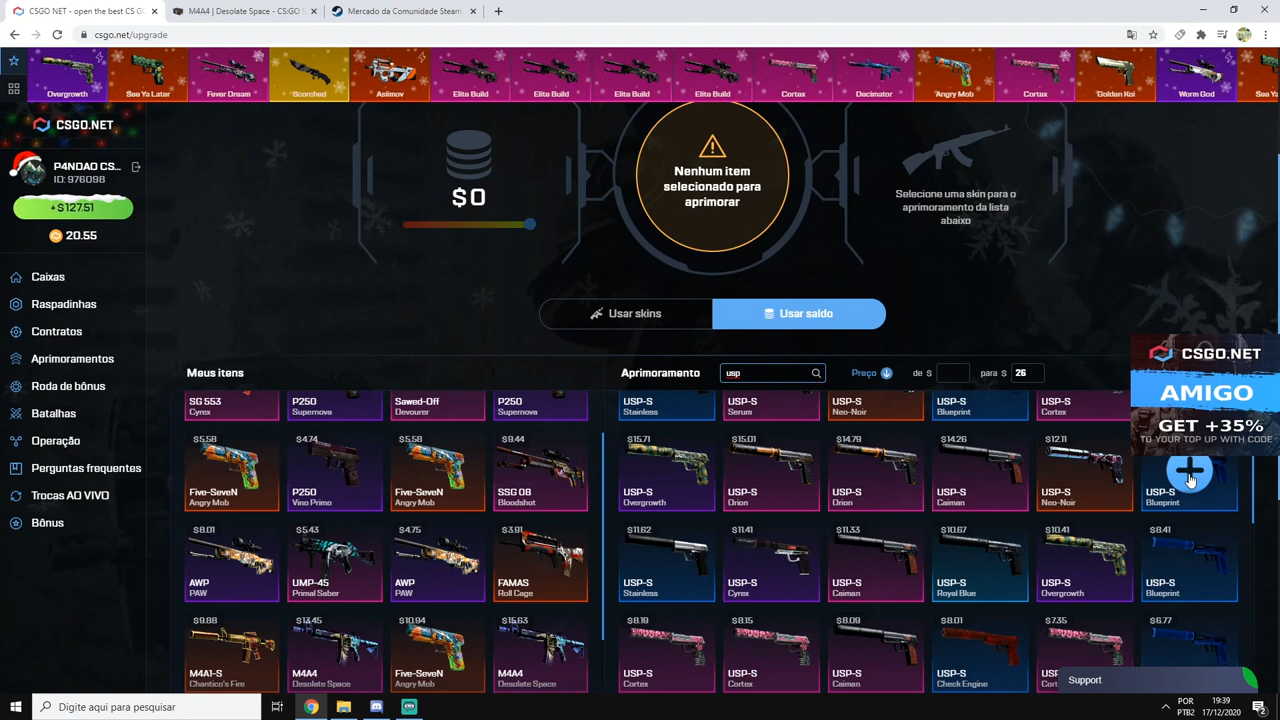 CSGO NET - open the best CS GO
M4A4 | Desolate Space - CS:GO S
Mercado da Comunidade Steam
csgo.net/upgrade
Overgrowth
See Ya Later
Fever Dream
Scorched
Asiimov
Elite Build
Elite Build
Elite Build
Elite Build
Cortex
Decimator
Angry Mob
Cortex
Golden Koi
Worm God
See Ya
CSGO.NET
P4NDAO CS...
ID: 976098
+$127.51
20.55
Caixas
Raspadinhas
Contratos
Aprimoramentos
Roda de bônus
Batalhas
Operação
Perguntas frequentes
Trocas AO VIVO
Bônus
$0
Nenhum item
selecionado para
aprimorar
Selecione uma skin para o
aprimoramento da lista
abaixo
Usar skins
Usar saldo
Meus itens
Aprimoramento
usp
Preço
de $
para $ 26
SG 553
Cyrex
P250
Supernova
Sawed-Off
Devourer
P250
Supernova
USP-S
Stainless
USP-S
Serum
USP-S
Neo-Noir
USP-S
Blueprint
USP-S
Cortex
$5.58
Five-SeveN
Angry Mob
$4.74
P250
Vino Primo
$5.58
Five-SeveN
Angry Mob
$9.44
SSG 08
Bloodshot
$15.71
USP-S
Overgrowth
$15.01
USP-S
Orion
$14.79
USP-S
Orion
$14.26
USP-S
Caiman
$12.11
USP-S
Neo-Noir
USP-S
Blueprint
$8.01
AWP
PAW
$5.43
UMP-45
Primal Saber
$4.75
AWP
PAW
$3.91
FAMAS
Roll Cage
$11.62
USP-S
Stainless
$11.41
USP-S
Cyrex
$11.33
USP-S
Caiman
$10.67
USP-S
Royal Blue
$10.41
USP-S
Overgrowth
$8.41
USP-S
Blueprint
$9.88
M4A1-S
Chantico's Fire
$13.45
M4A4
Desolate Space
$10.94
Five-SeveN
Angry Mob
$15.63
M4A4
Desolate Space
$8.19
USP-S
Cortex
$8.15
USP-S
Cortex
$8.09
USP-S
Caiman
$8.01
USP-S
Check Engine
$7.35
USP-S
$6.77
CSGO.NET
AMIGO
GET +35%
TO YOUR TOP UP WITH CODE
Support
Digite aqui para pesquisar
POR
PTB2
19:39
17/12/2020
2